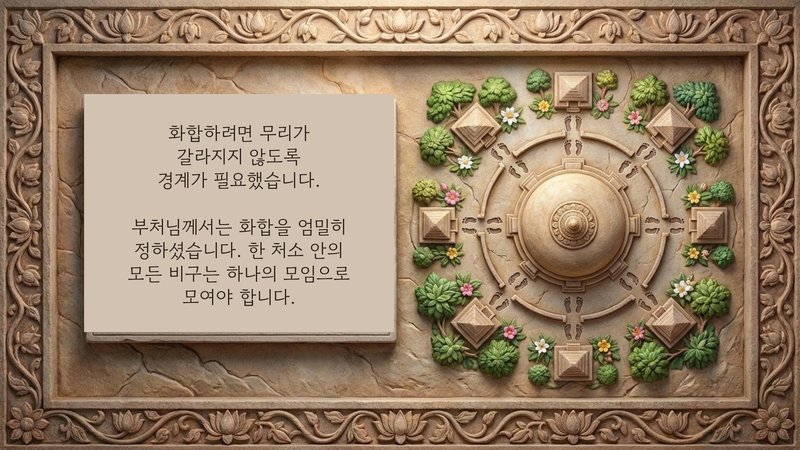 화합하려면 무리가
갈라지지 않도록
경계가 필요했습니다.
부처님께서는 화합을 엄밀히
정하셨습니다. 한 처소 안의
모든 비구는 하나의 모임으로
모여야 합니다.